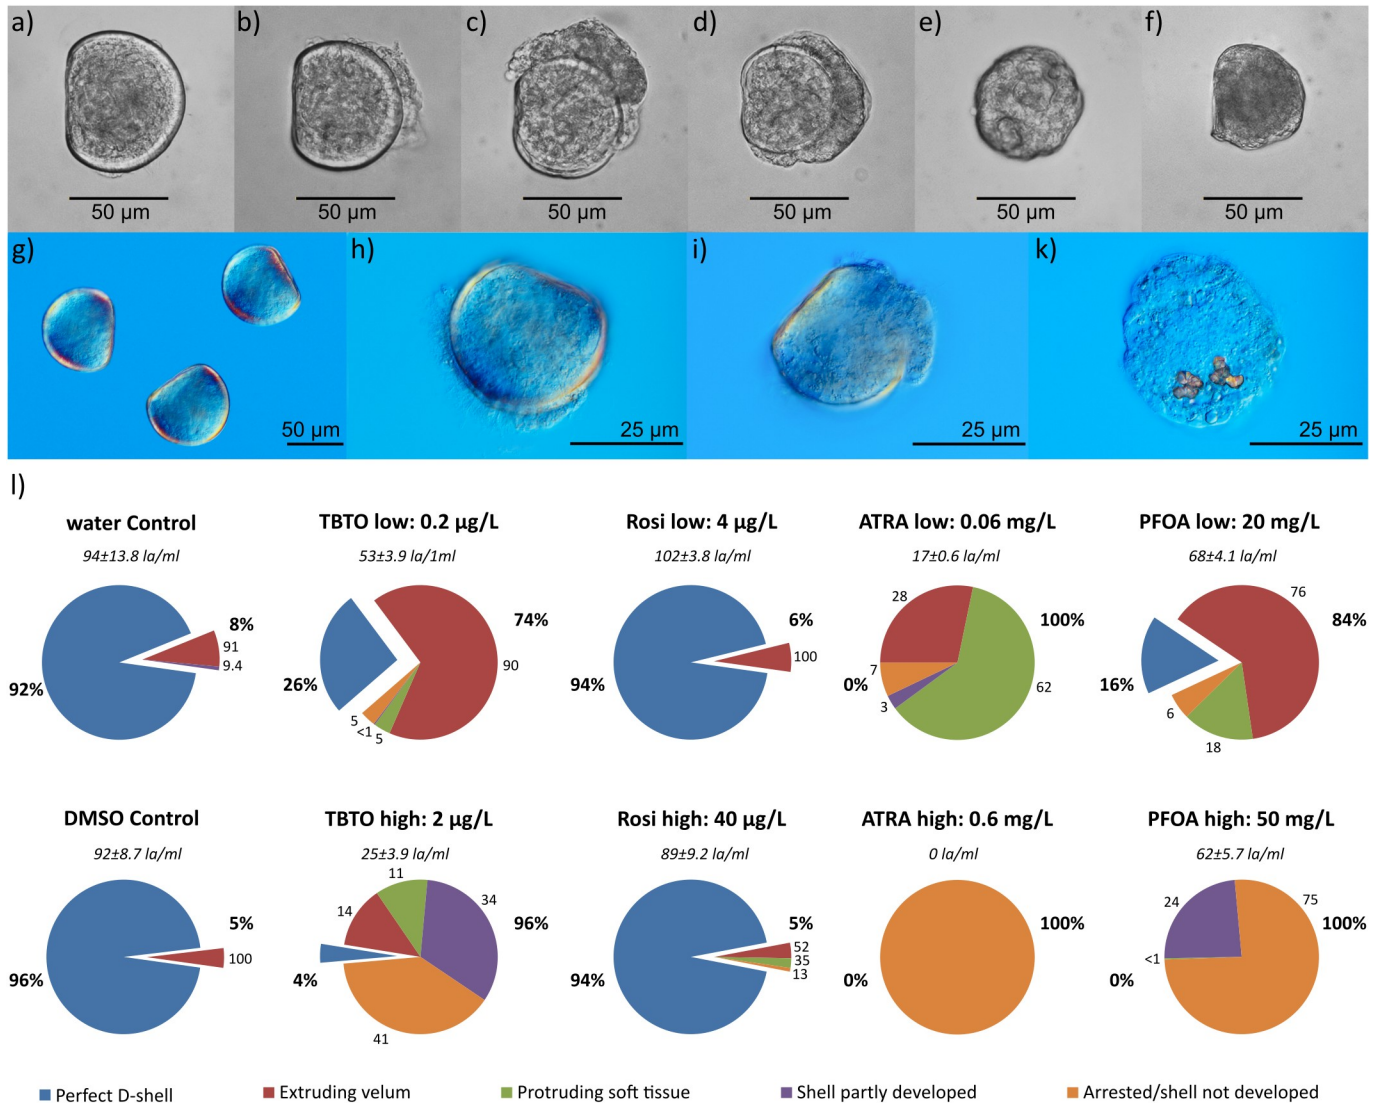 a) b) c) d) e) f)
50 µm 50 µm 50 µm 50 µm 50 µm 50 µm
g) h) i) k)
50 µm 25 µm 25 µm 25 µm
l)
water Control TBTO low: 0.2 µg/L Rosi low: 4 µg/L ATRA low: 0.06 mg/L PFOA low: 20 mg/L
94±13.8 la/ml 53±3.9 la/1ml 102±3.8 la/ml 17±0.6 la/ml 68±4.1 la/ml
8% 91 9.4 92%
74% 90 26% 5 <1 5
6% 100 94%
28 100% 7 0% 62 3
76 84% 16% 6 18
DMSO Control TBTO high: 2 µg/L Rosi high: 40 µg/L ATRA high: 0.6 mg/L PFOA high: 50 mg/L
92±8.7 la/ml 25±3.9 la/ml 89±9.2 la/ml 0 la/ml 62±5.7 la/ml
5% 100 96%
11 14 34 96% 4% 41
5% 52 35 13 94%
100% 0%
24 75 100% <1 0%
Perfect D-shell Extruding velum Protruding soft tissue Shell partly developed Arrested/shell not developed